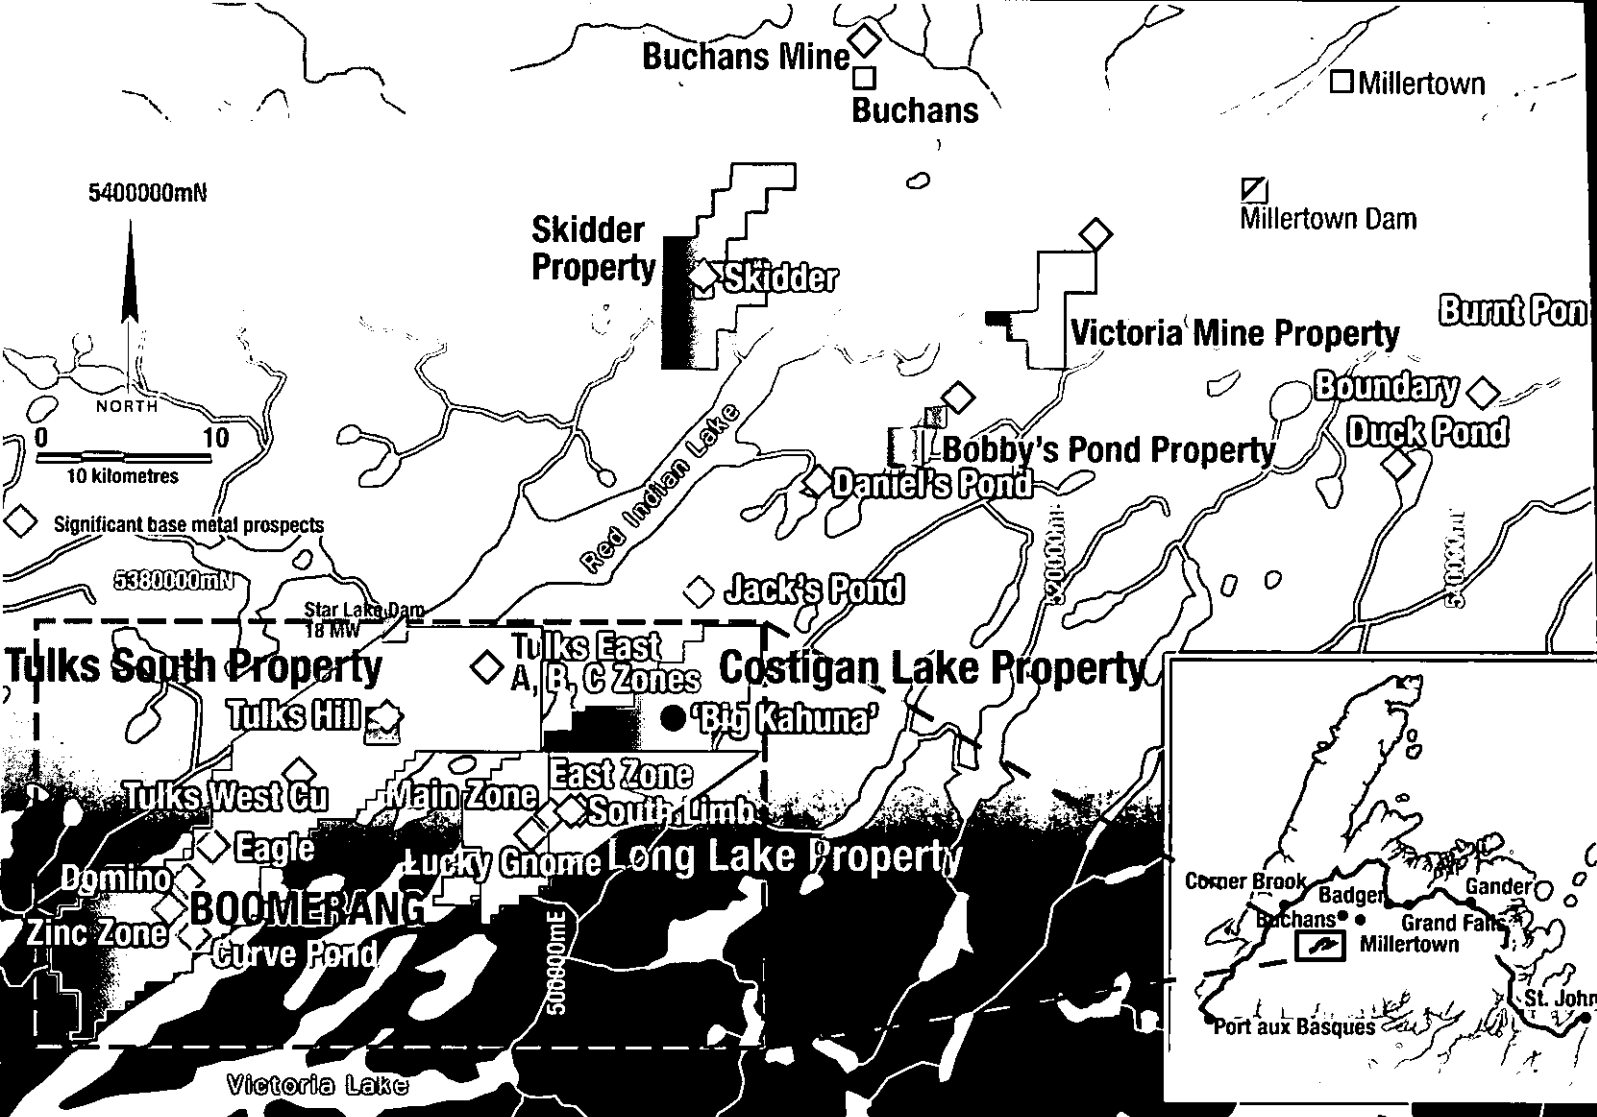 Buchans Mine
Buchans
Millertown
5400000mN
Millertown Dam
Skidder
Property
Skidder
Burnt Pon
Victoria Mine Property
NORTH
Boundary
Duck Pond
0 10
10 kilometres
Red Indian Lake
Bobby's Pond Property
Daniel's Pond
Significant base metal prospects
5380000mN
520000mE
Jack's Pond
Star Lake Dam
18 MW
Tulks South Property
Tulks East
A, B, C Zones
Costigan Lake Property
Tulks Hill
'Big Kahuna'
East Zone
Tulks West Cu
Main Zone
South Limb
Eagle
Lucky Gnome
Long Lake Property
Domino
BOOMERANG
Zinc Zone
Curve Pond
500000mE
Victoria Lake
Corner Brook
Badger
Gander
Buchans
Grand Falls
Millertown
St. John
Port aux Basques